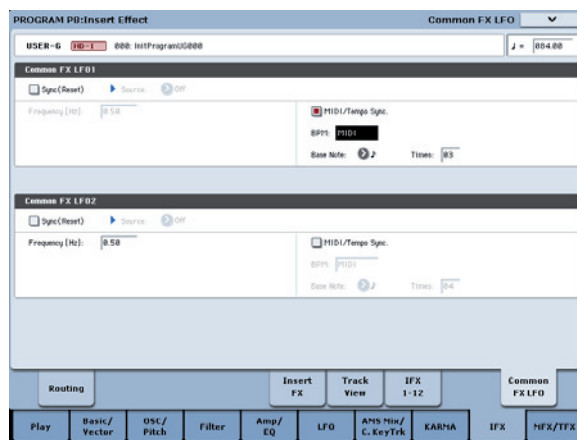 PROGRAM P8:Insert Effect Common FX LFO
USER-G HD-1 000: InitProgramUG000 ♩ = 084.00
Common FX LFO1
Sync(Reset) Source: Off
Frequency [Hz]: 0.50 MIDI/Tempo Sync.
BPM: MIDI
Base Note: ♪ Times: 03
Common FX LFO2
Sync(Reset) Source: Off
Frequency [Hz]: 0.50 MIDI/Tempo Sync.
BPM: MIDI
Base Note: ♪ Times: 04
Routing Insert FX Track View IFX 1-12 Common FX LFO
Play Basic/Vector OSC/Pitch Filter Amp/EQ LFO AMS Mix/C.KeyTrk KARMA IFX MFX/TFX